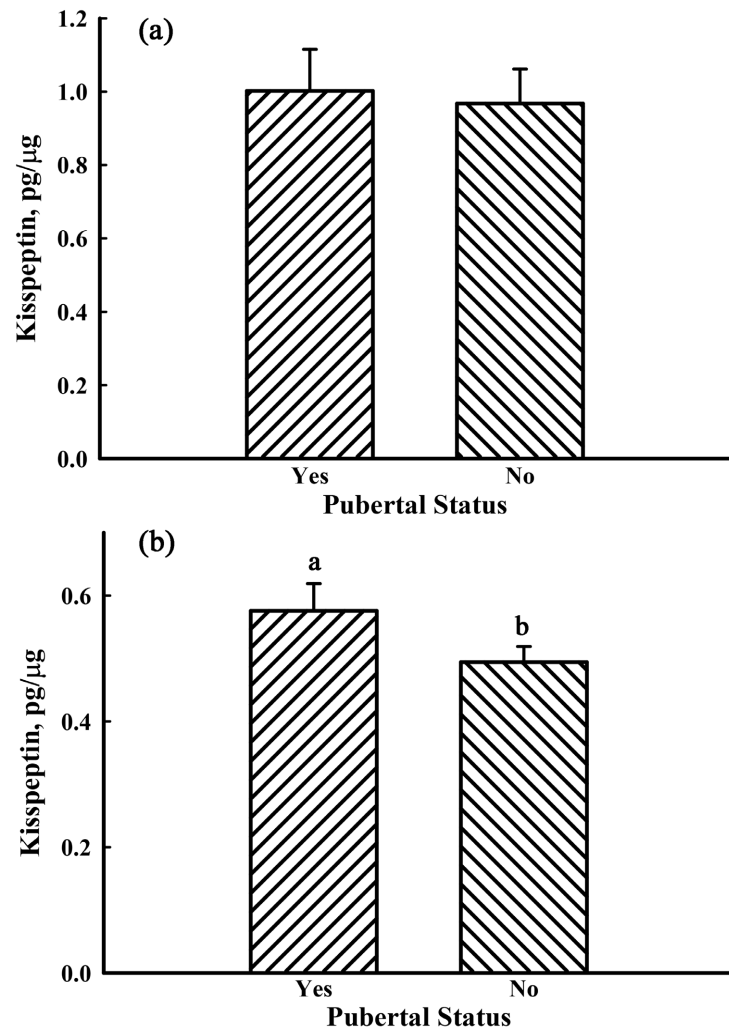 (a)
1.2
1.0
0.8
0.6
0.4
0.2
0.0
Kisspeptin, pg/µg
Yes No
Pubertal Status
(b)
a
b
0.6
0.4
0.2
0.0
Kisspeptin, pg/µg
Yes No
Pubertal Status